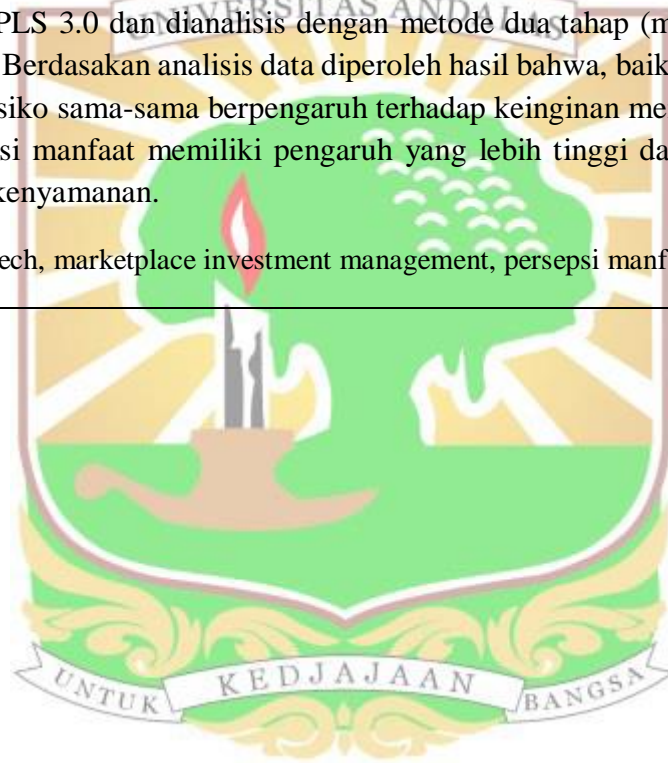 UNIVERSITAS ANDALAS
PLS 3.0 dan dianalisis dengan metode dua tahap (m
Berdasakan analisis data diperoleh hasil bahwa, baik
siko sama-sama berpengaruh terhadap keinginan me
si manfaat memiliki pengaruh yang lebih tinggi da
kenyamanan.
ech, marketplace investment management, persepsi manf
UNTUK KEDJAJAAN BANGSA